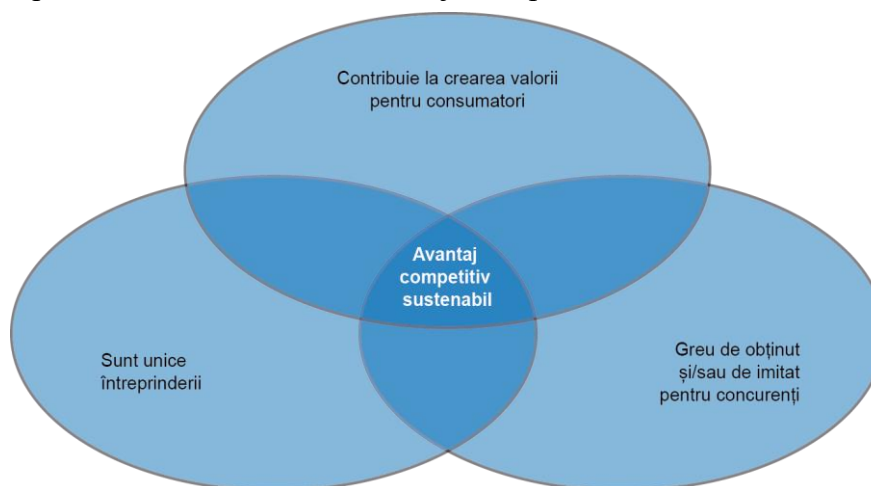 Contribuie la crearea valorii
pentru consumatori
Avantaj
competitiv
sustenabil
Sunt unice
întreprinderii
Greu de obținut
și/sau de imitat
pentru concurenți